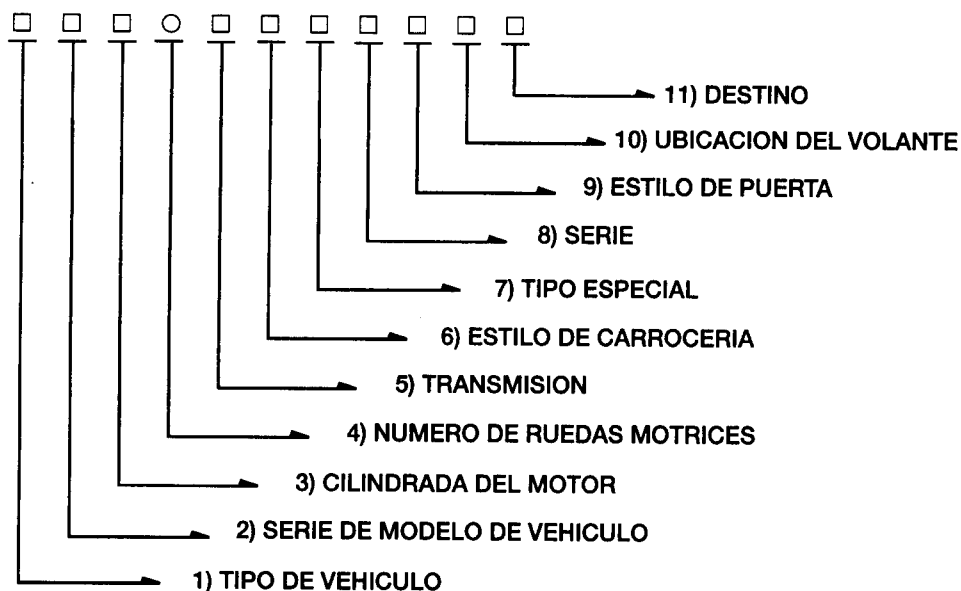 11) DESTINO
10) UBICACION DEL VOLANTE
9) ESTILO DE PUERTA
8) SERIE
7) TIPO ESPECIAL
6) ESTILO DE CARROCERIA
5) TRANSMISION
4) NUMERO DE RUEDAS MOTRICES
3) CILINDRADA DEL MOTOR
2) SERIE DE MODELO DE VEHICULO
1) TIPO DE VEHICULO